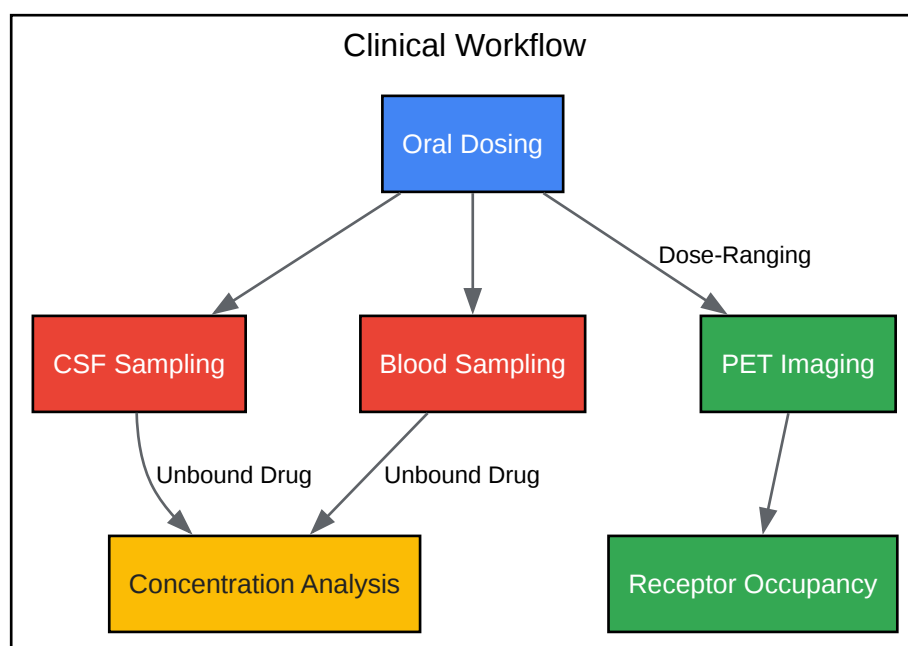 Clinical Workflow
Oral Dosing
Dose-Ranging
CSF Sampling
Blood Sampling
PET Imaging
Unbound Drug
Unbound Drug
Concentration Analysis
Receptor Occupancy